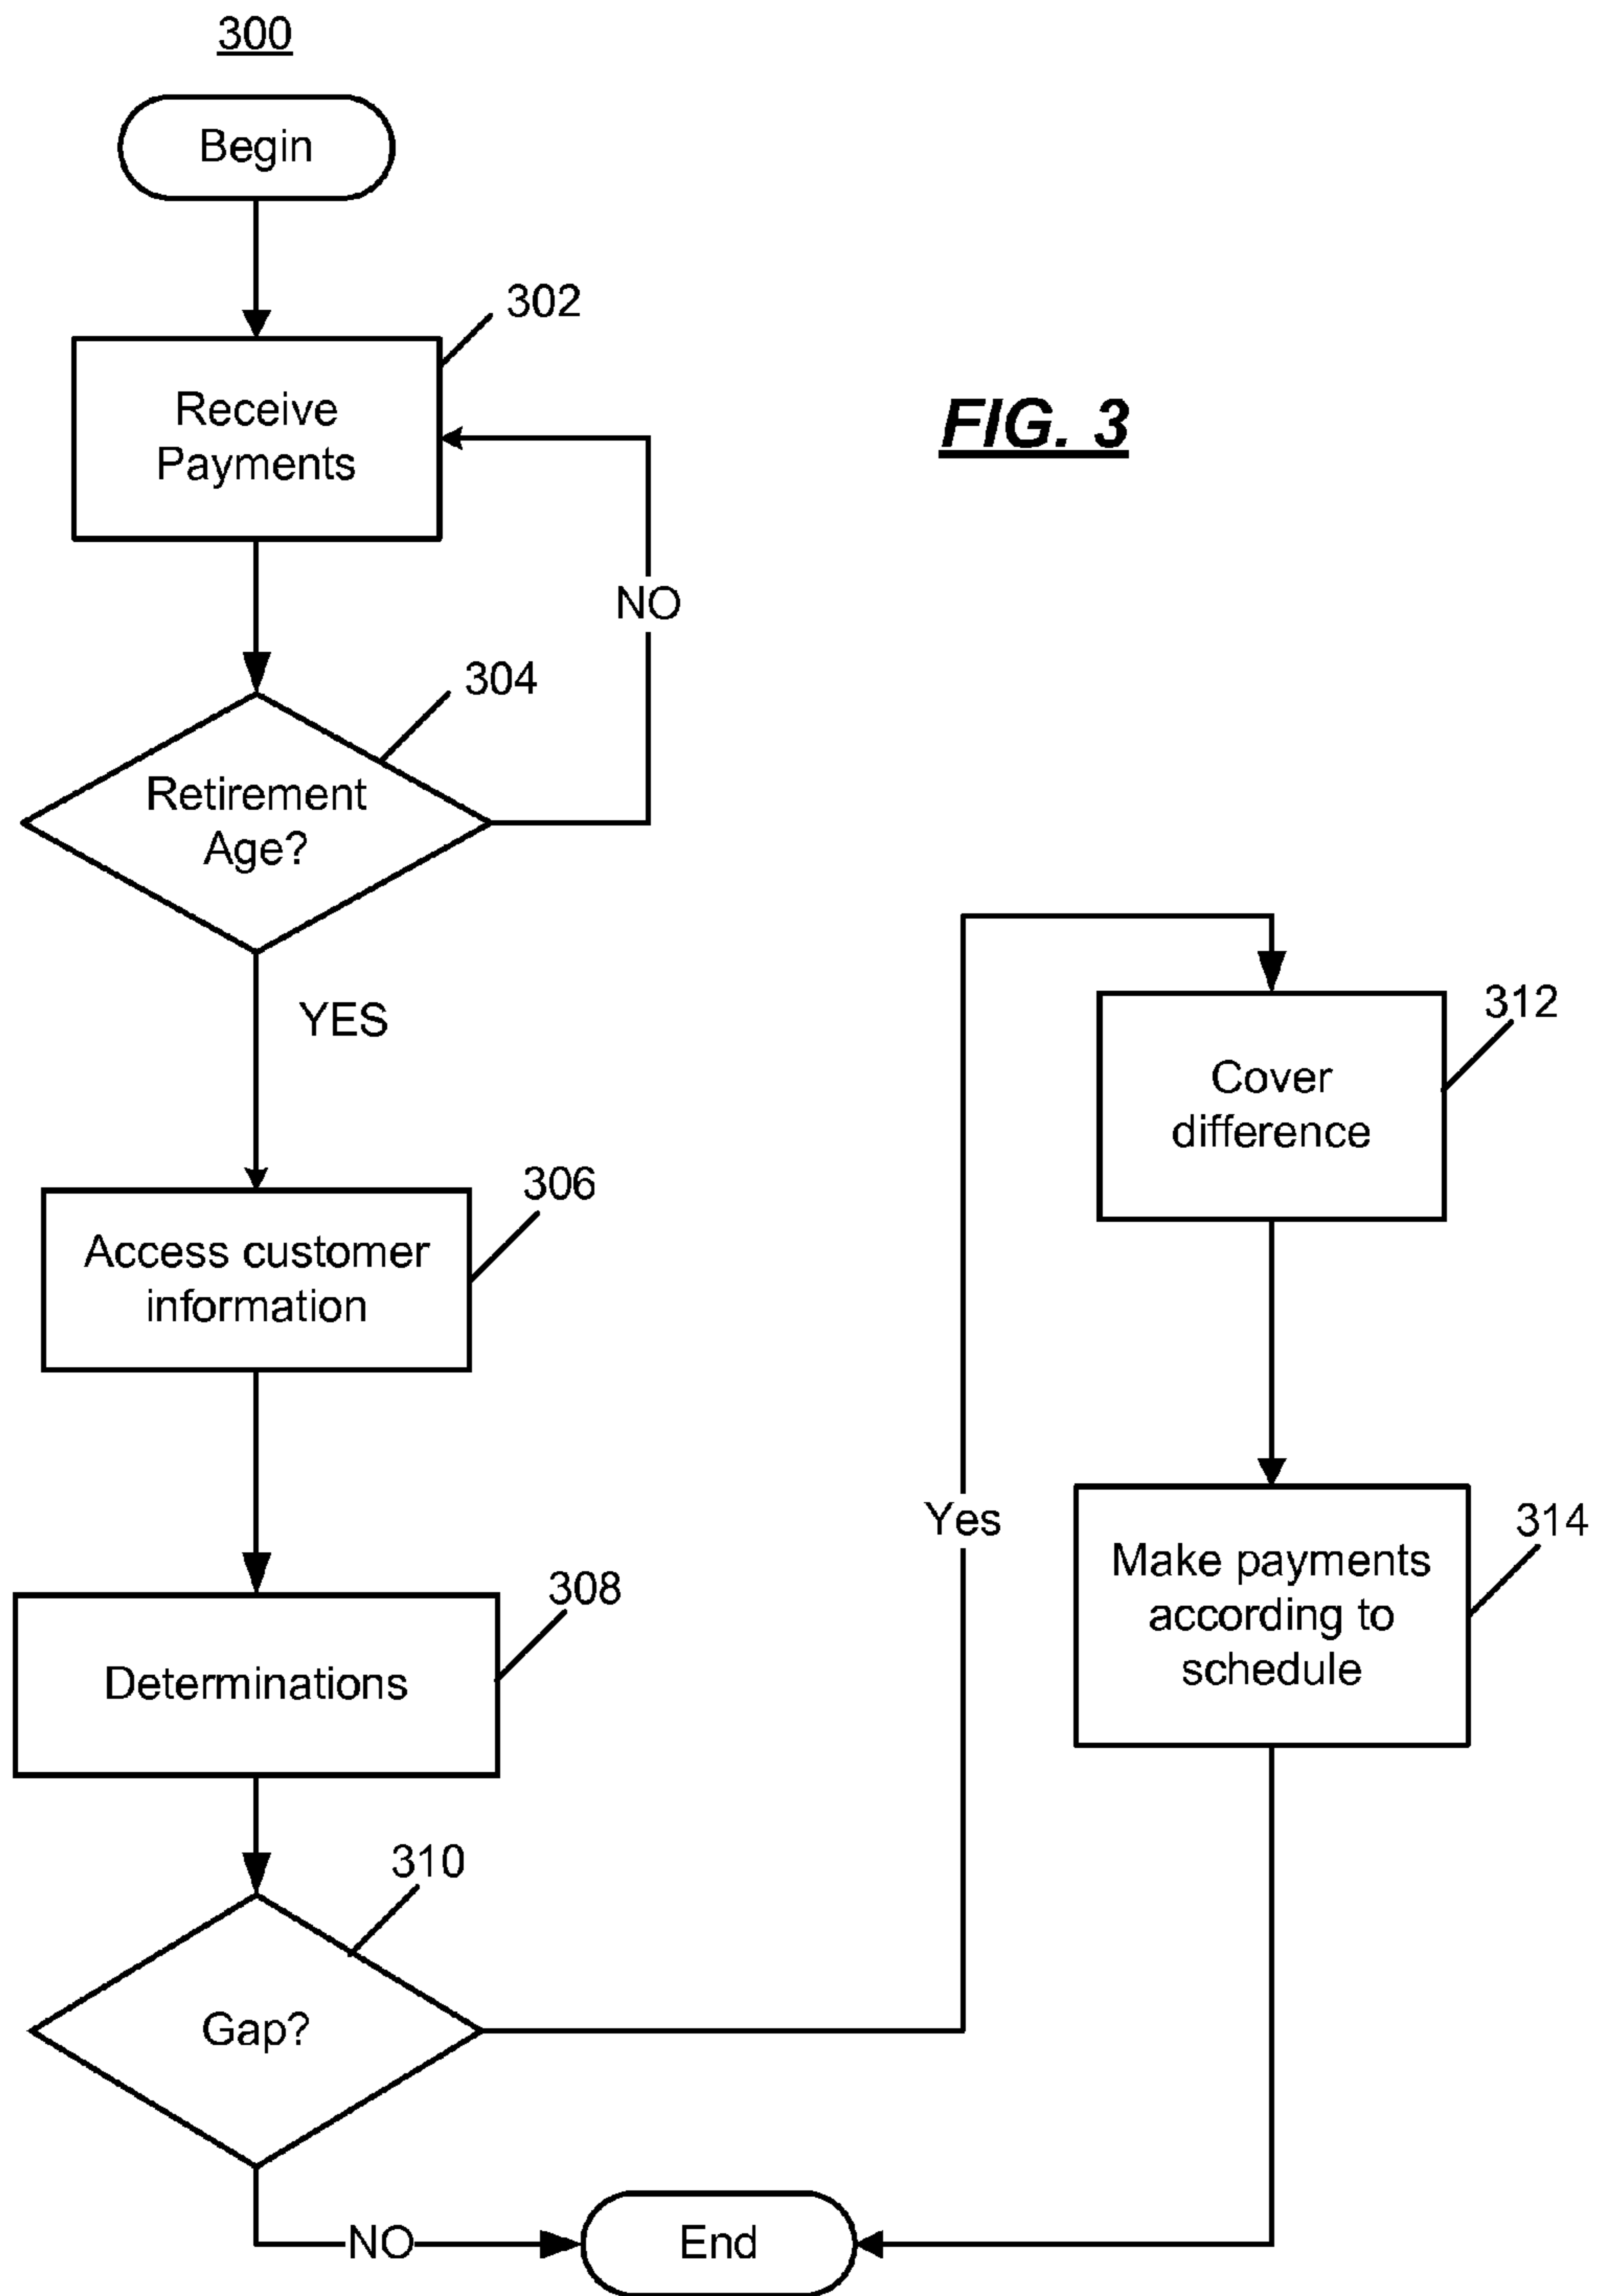 300
Begin
302
Receive
Payments
FIG. 3
NO
304
Retirement
Age?
YES
306
Access customer
information
308
Determinations
310
Gap?
Yes
312
Cover
difference
314
Make payments
according to
schedule
NO
End